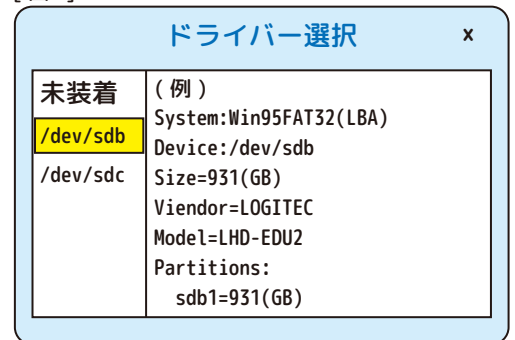 ドライバー選択
x
未装着
/dev/sdb
/dev/sdc
(例)
System:Win95FAT32(LBA)
Device:/dev/sdb
Size=931(GB)
Viendor=LOGITEC
Model=LHD-EDU2
Partitions:
sdb1=931(GB)